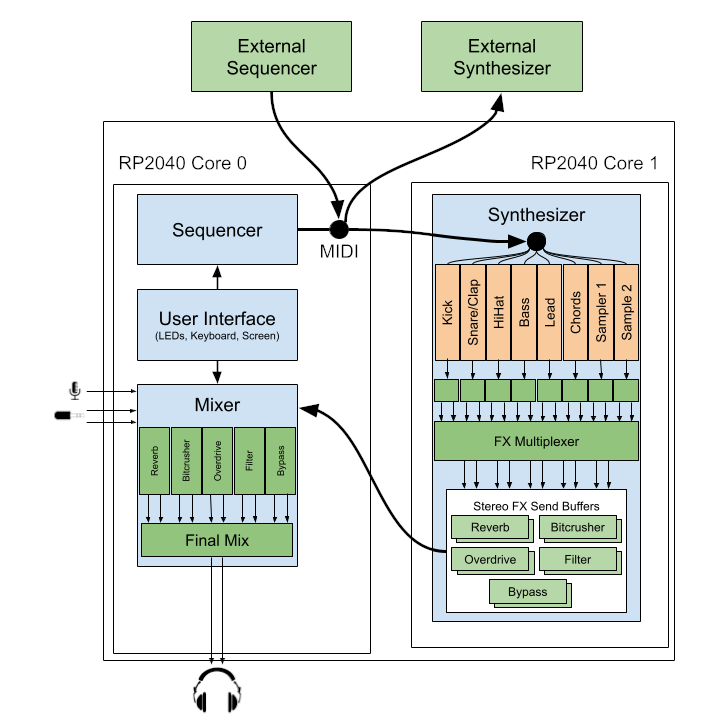 External
Sequencer
External
Synthesizer
RP2040 Core 0
RP2040 Core 1
Sequencer
MIDI
User Interface
(LEDs, Keyboard, Screen)
Mixer
Reverb
Bitcrusher
Overdrive
Filter
Bypass
Final Mix
Synthesizer
Kick
Snare/Clap
HiHat
Bass
Lead
Chords
Sampler 1
Sample 2
FX Multiplexer
Stereo FX Send Buffers
Reverb
Bitcrusher
Overdrive
Filter
Bypass